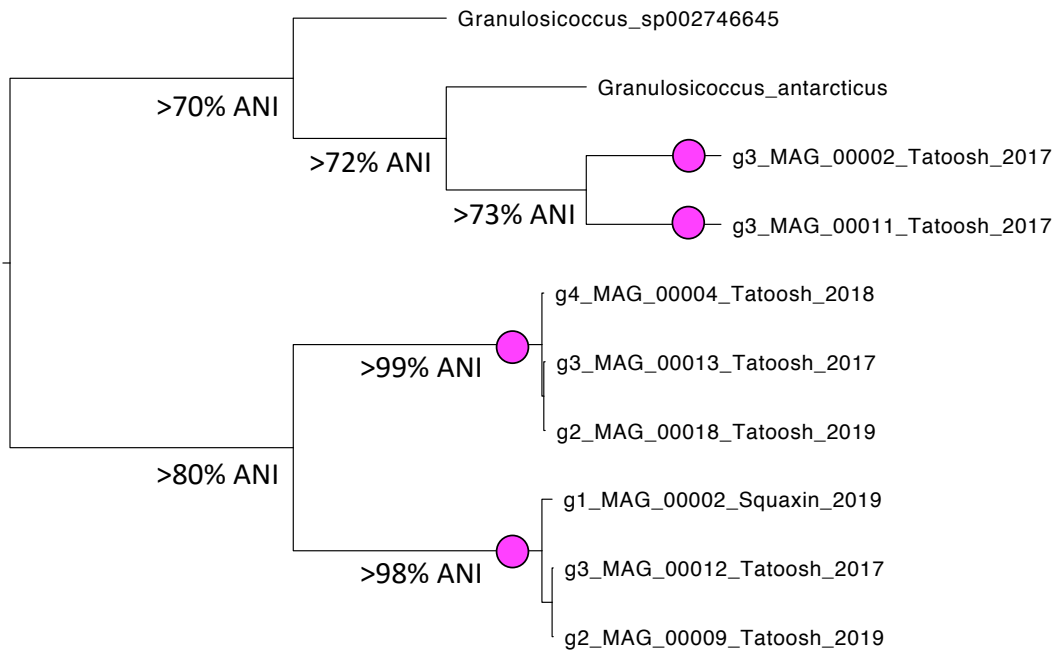 Granulosicoccus_sp002746645
>70% ANI
Granulosicoccus_antarcticus
>72% ANI
g3_MAG_00002_Tatoosh_2017
>73% ANI
g3_MAG_00011_Tatoosh_2017
g4_MAG_00004_Tatoosh_2018
>99% ANI
g3_MAG_00013_Tatoosh_2017
g2_MAG_00018_Tatoosh_2019
>80% ANI
g1_MAG_00002_Squaxin_2019
>98% ANI
g3_MAG_00012_Tatoosh_2017
g2_MAG_00009_Tatoosh_2019